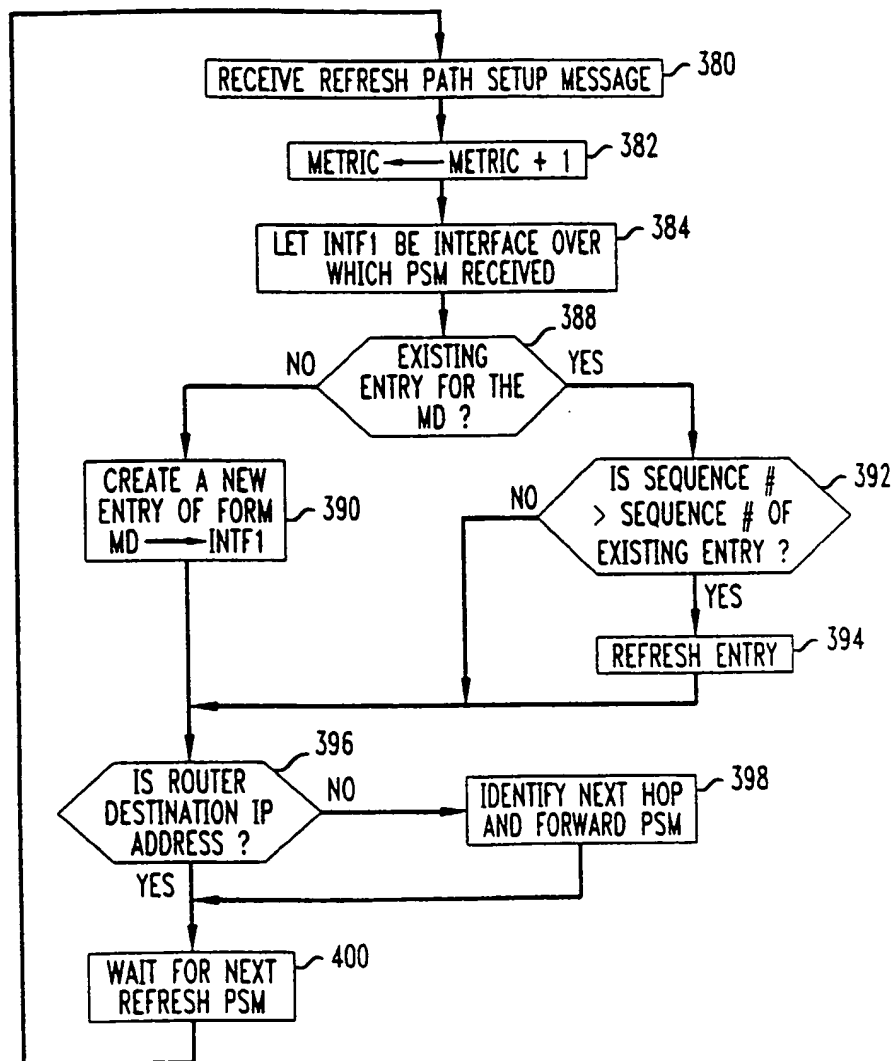 RECEIVE REFRESH PATH SETUP MESSAGE
380
METRIC ← METRIC + 1
382
LET INTF1 BE INTERFACE OVER
WHICH PSM RECEIVED
384
388
EXISTING
ENTRY FOR THE
MD ?
NO
YES
CREATE A NEW
ENTRY OF FORM
MD → INTF1
390
IS SEQUENCE #
> SEQUENCE # OF
EXISTING ENTRY ?
392
NO
YES
REFRESH ENTRY
394
396
IS ROUTER
DESTINATION IP
ADDRESS ?
NO
IDENTIFY NEXT HOP
AND FORWARD PSM
398
YES
WAIT FOR NEXT
REFRESH PSM
400